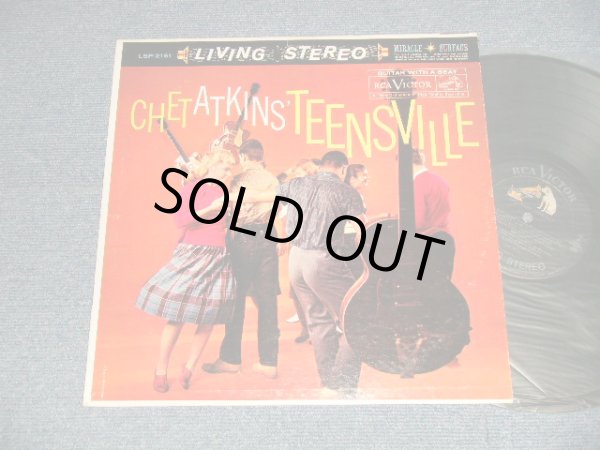 LSP-2161
LIVING STEREO
MIRACLE SURFACE
GUITAR WITH A BEAT
RCA VICTOR
CHET ATKINS' TEENSVILLE
SOLD OUT
RCA VICTOR
STEREO